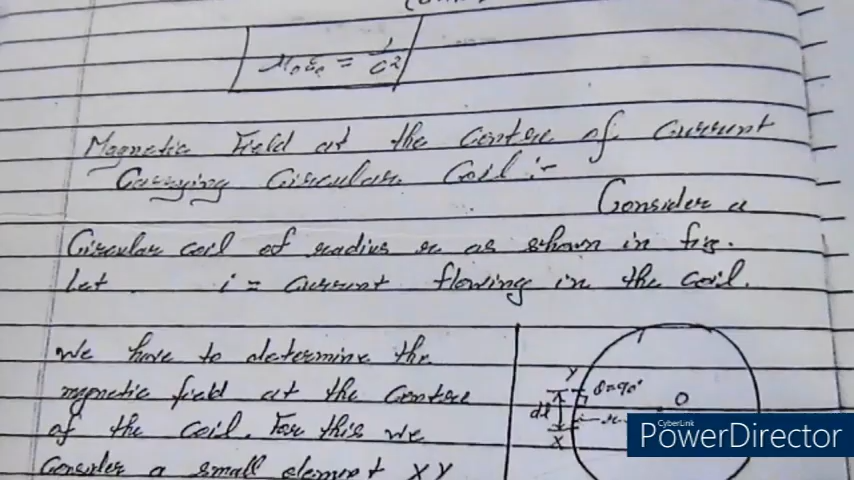 μ₀ε₀ = 1/c²
Magnetic Field at the Centre of Current
Carrying Circular Coil :-
Consider a
Circular coil of radius r as shown in fig.
Let i = Current flowing in the coil.
We have to determine the
magnetic field at the Centre
of the coil. For this we
Consider a small element XY
Y
θ=90°
O
dl
r
X
CyberLink
PowerDirector